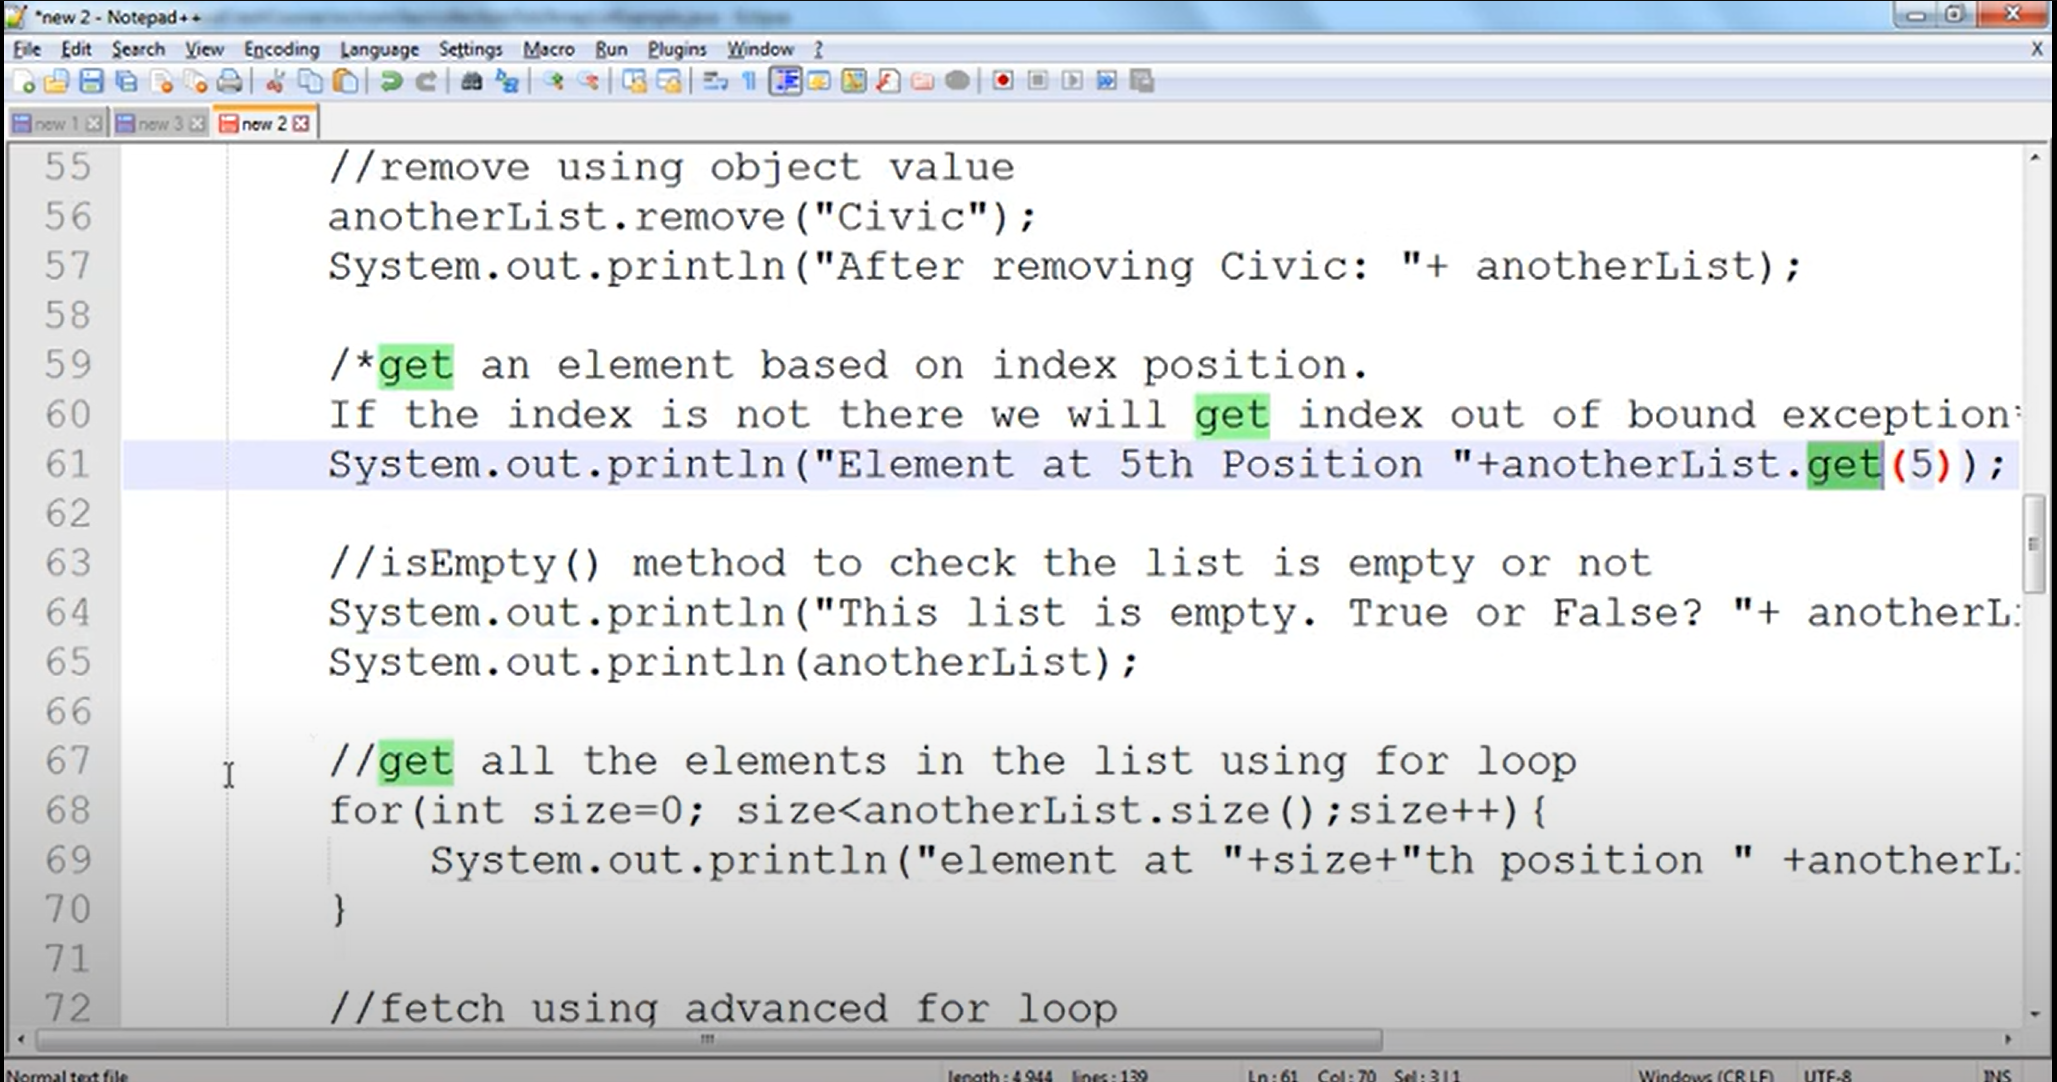 *new 2 - Notepad++
File Edit Search View Encoding Language Settings Macro Run Plugins Window ? X
new 1 new 3 new 2
55 //remove using object value
56 anotherList.remove("Civic");
57 System.out.println("After removing Civic: "+ anotherList);
58
59 /*get an element based on index position.
60 If the index is not there we will get index out of bound exception
61 System.out.println("Element at 5th Position "+anotherList.get(5));
62
63 //isEmpty() method to check the list is empty or not
64 System.out.println("This list is empty. True or False? "+ anotherL
65 System.out.println(anotherList);
66
67 //get all the elements in the list using for loop
68 for(int size=0; size<anotherList.size();size++){
69 System.out.println("element at "+size+"th position " +anotherL
70 }
71
72 //fetch using advanced for loop
Normal text file length : 4,944 lines : 139 Ln : 61 Col : 70 Sel : 3 | 1 Windows (CR LF) UTF-8 INS